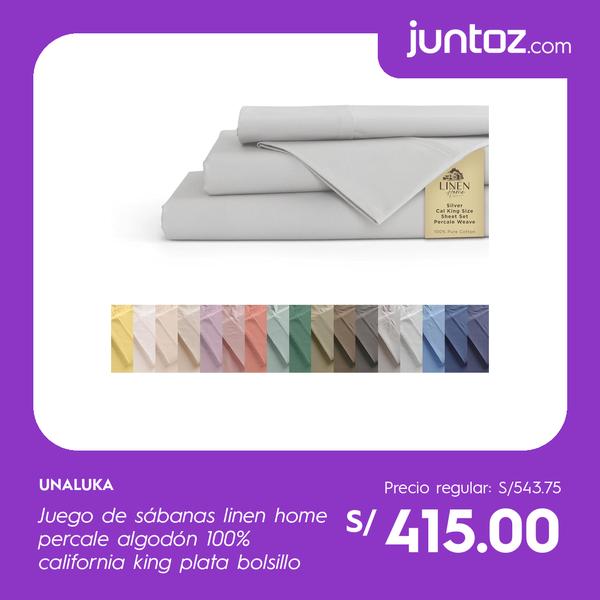 juntoz.com
LINEN
Home
Silver
Cal King Size
Sheet Set
Percale Weave
100% Pure Cotton
UNALUKA
Juego de sábanas linen home
percale algodón 100%
california king plata bolsillo
Precio regular: S/543.75
S/ 415.00